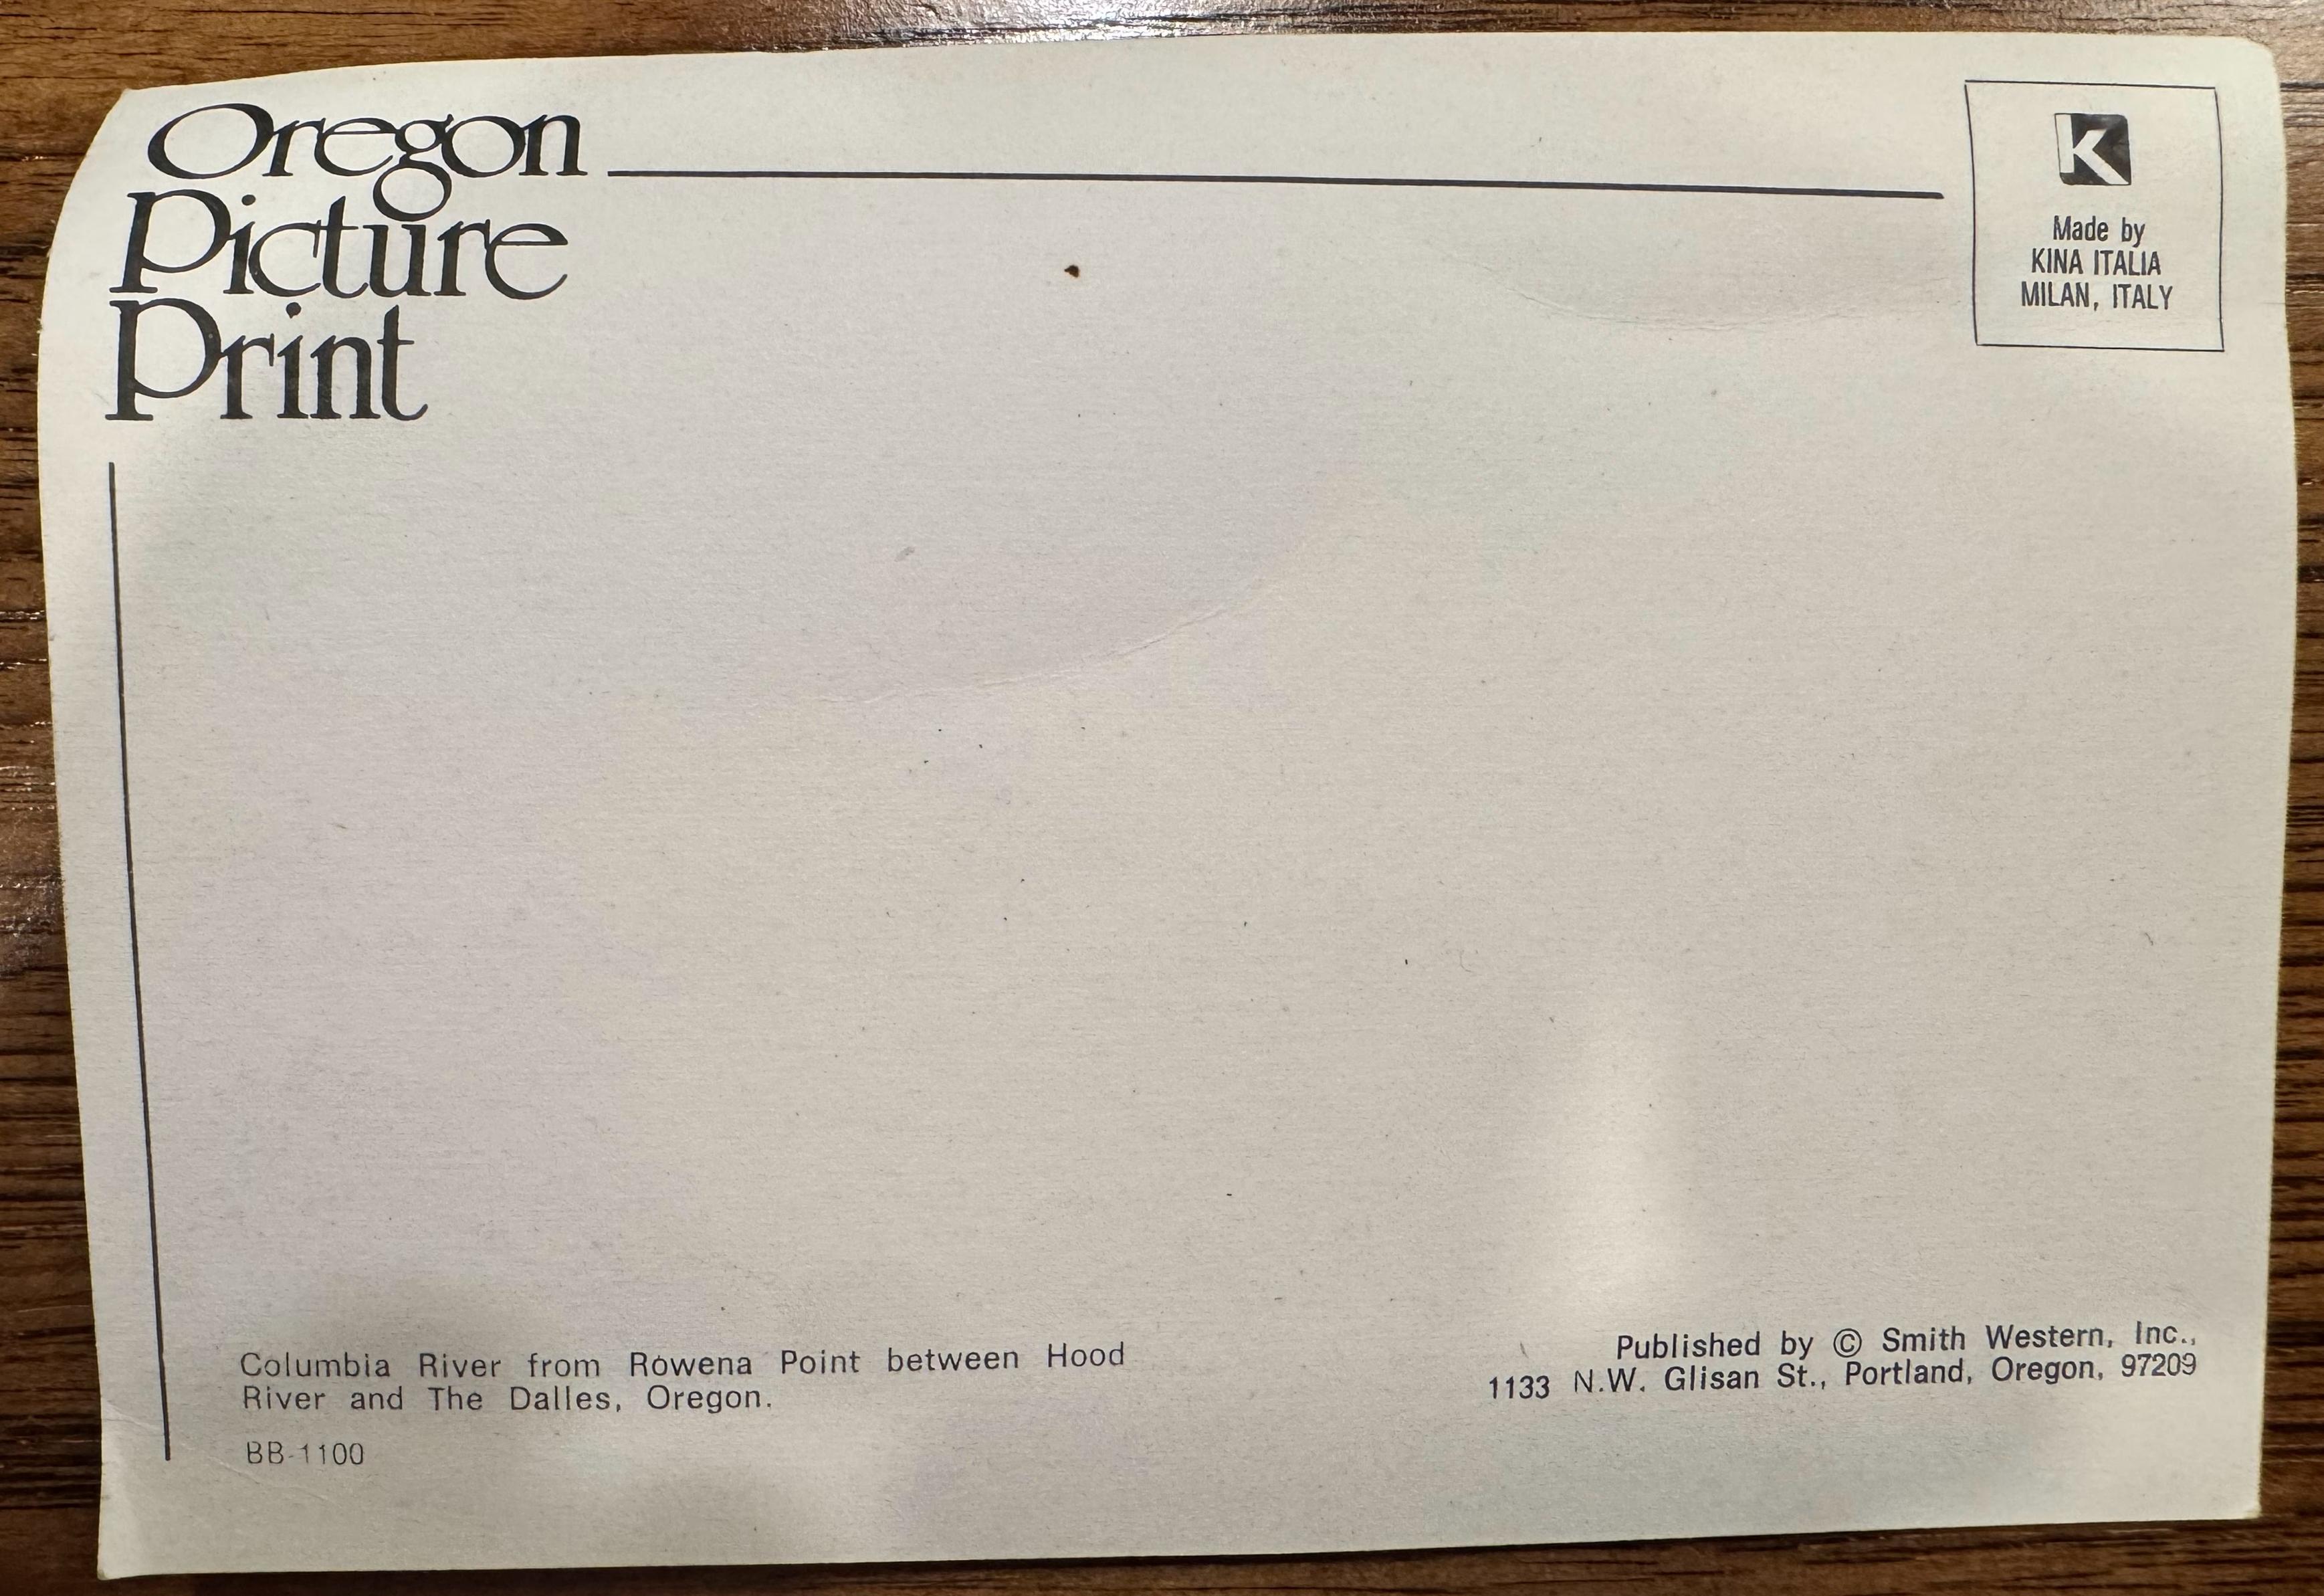 Oregon
Picture
Print
K
Made by
KINA ITALIA
MILAN, ITALY
Columbia River from Rowena Point between Hood
River and The Dalles, Oregon.
BB-1100
Published by © Smith Western, Inc.,
1133 N.W. Glisan St., Portland, Oregon, 97209